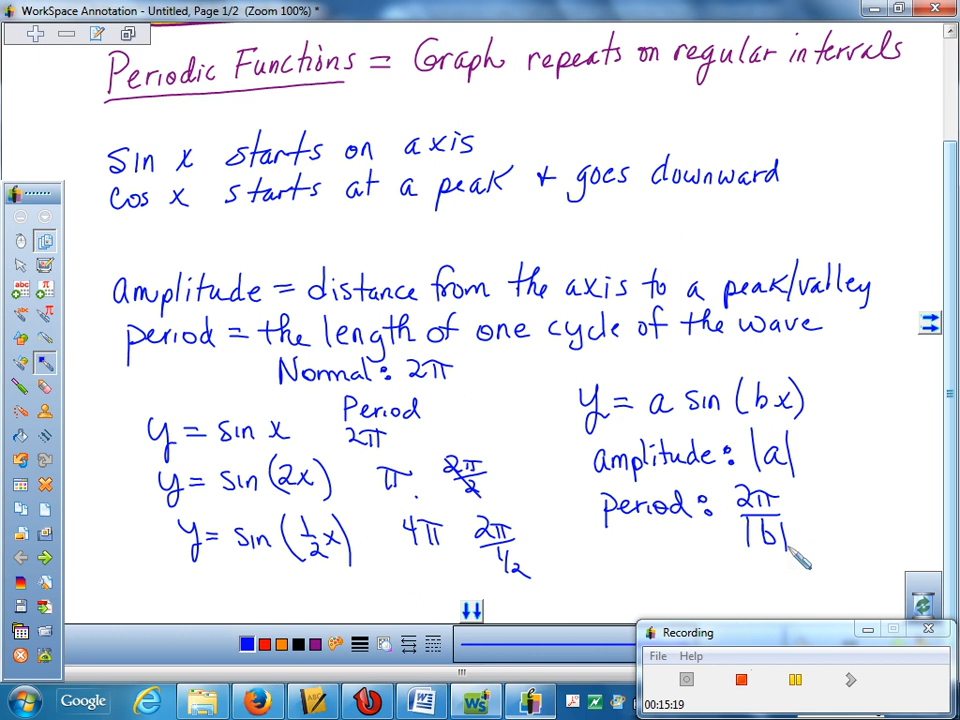 WorkSpace Annotation - Untitled, Page 1/2 (Zoom 100%) *
Periodic Functions = Graph repeats on regular intervals
sin x starts on axis
cos x starts at a peak + goes downward
amplitude = distance from the axis to a peak/valley
period = the length of one cycle of the wave
Normal: 2π
Period
y = sin x 2π
y = sin (2x) π. 2π/2
y = sin (1/2 x) 4π 2π/1/2
y = a sin (bx)
amplitude: |a|
period: 2π/|b|
Recording
File Help
00:15:19
Google